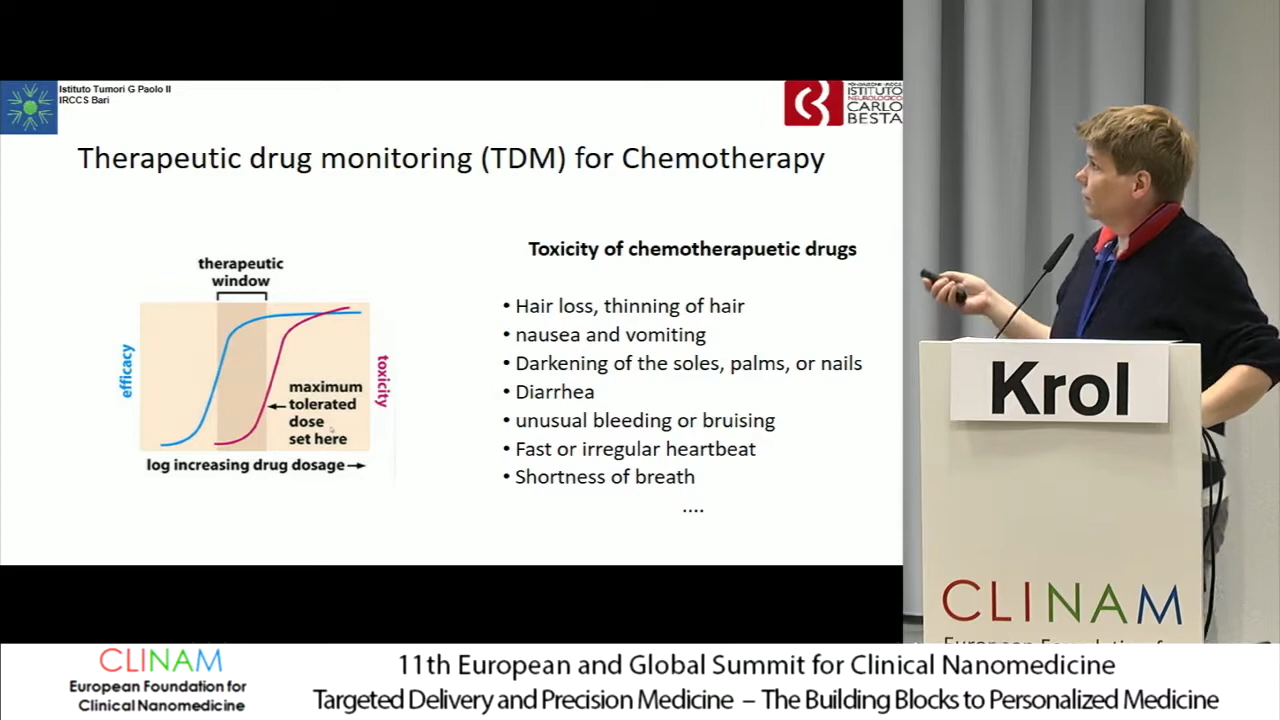 Istituto Tumori G Paolo II
IRCCS Bari
ISTITUTO
NEUROLOGICO
CARLO
BESTA
Therapeutic drug monitoring (TDM) for Chemotherapy
therapeutic
window
efficacy
toxicity
maximum
tolerated
dose
set here
log increasing drug dosage
Toxicity of chemotherapuetic drugs
• Hair loss, thinning of hair
• nausea and vomiting
• Darkening of the soles, palms, or nails
• Diarrhea
• unusual bleeding or bruising
• Fast or irregular heartbeat
• Shortness of breath
....
Krol
CLINAM
CLINAM
European Foundation for
Clinical Nanomedicine
11th European and Global Summit for Clinical Nanomedicine
Targeted Delivery and Precision Medicine – The Building Blocks to Personalized Medicine